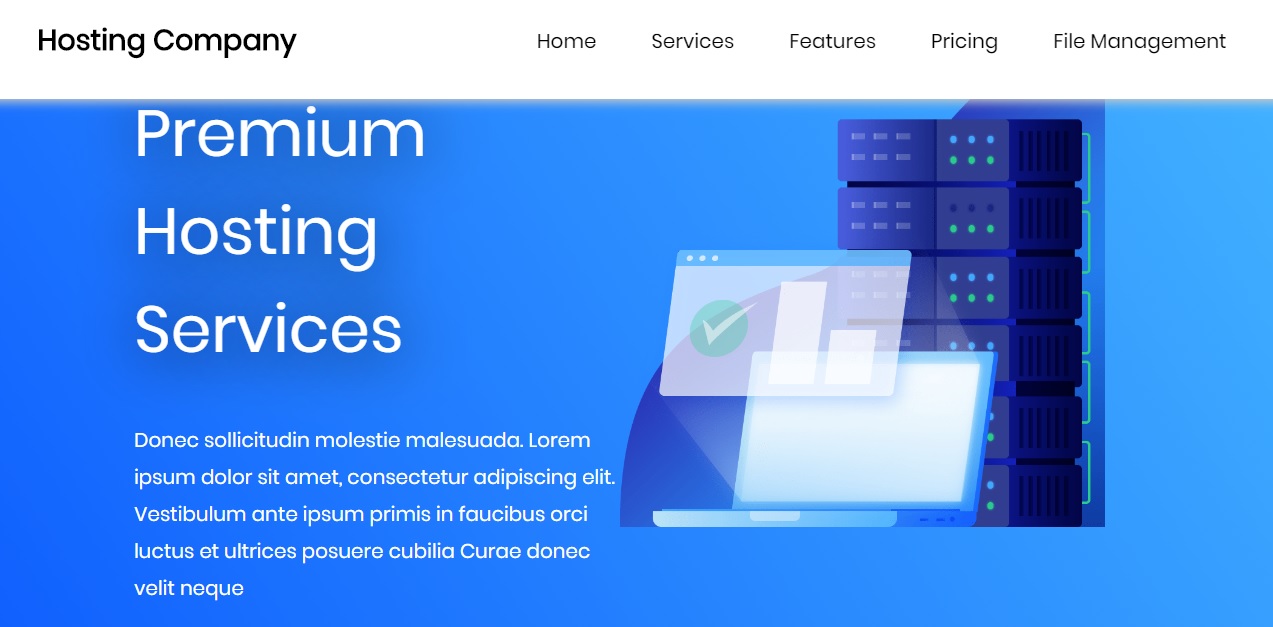 Hosting Company
Home Services Features Pricing File Management
Premium
Hosting
Services
Donec sollicitudin molestie malesuada. Lorem
ipsum dolor sit amet, consectetur adipiscing elit.
Vestibulum ante ipsum primis in faucibus orci
luctus et ultrices posuere cubilia Curae donec
velit neque